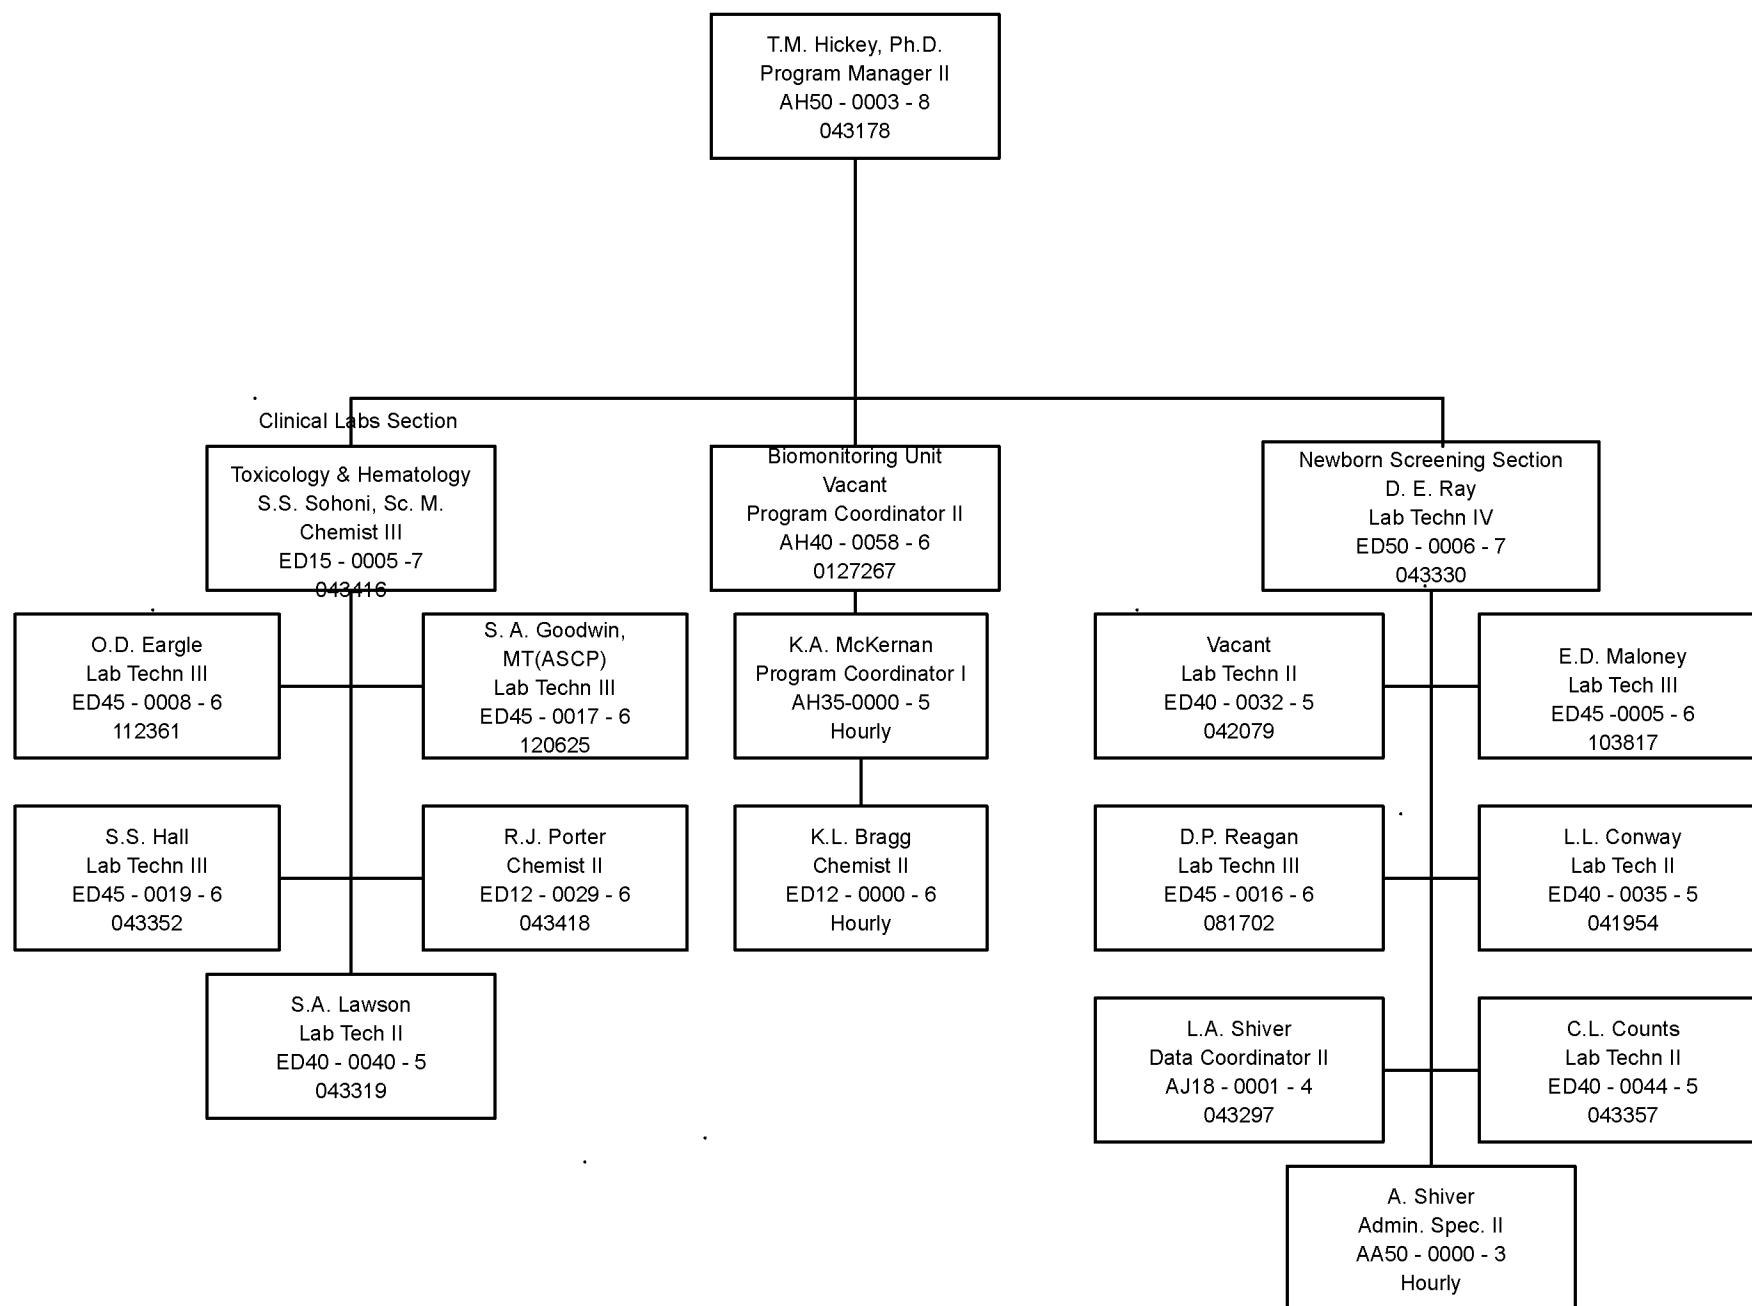 T.M. Hickey, Ph.D.
Program Manager II
AH50 - 0003 - 8
043178
Clinical Labs Section
Toxicology & Hematology
S.S. Sohoni, Sc. M.
Chemist III
ED15 - 0005 -7
043416
Biomonitoring Unit
Vacant
Program Coordinator II
AH40 - 0058 - 6
0127267
Newborn Screening Section
D. E. Ray
Lab Techn IV
ED50 - 0006 - 7
043330
O.D. Eargle
Lab Techn III
ED45 - 0008 - 6
112361
S. A. Goodwin,
MT(ASCP)
Lab Techn III
ED45 - 0017 - 6
120625
K.A. McKernan
Program Coordinator I
AH35-0000 - 5
Hourly
Vacant
Lab Techn II
ED40 - 0032 - 5
042079
E.D. Maloney
Lab Tech III
ED45 -0005 - 6
103817
S.S. Hall
Lab Techn III
ED45 - 0019 - 6
043352
R.J. Porter
Chemist II
ED12 - 0029 - 6
043418
K.L. Bragg
Chemist II
ED12 - 0000 - 6
Hourly
D.P. Reagan
Lab Techn III
ED45 - 0016 - 6
081702
L.L. Conway
Lab Tech II
ED40 - 0035 - 5
041954
S.A. Lawson
Lab Tech II
ED40 - 0040 - 5
043319
L.A. Shiver
Data Coordinator II
AJ18 - 0001 - 4
043297
C.L. Counts
Lab Techn II
ED40 - 0044 - 5
043357
A. Shiver
Admin. Spec. II
AA50 - 0000 - 3
Hourly